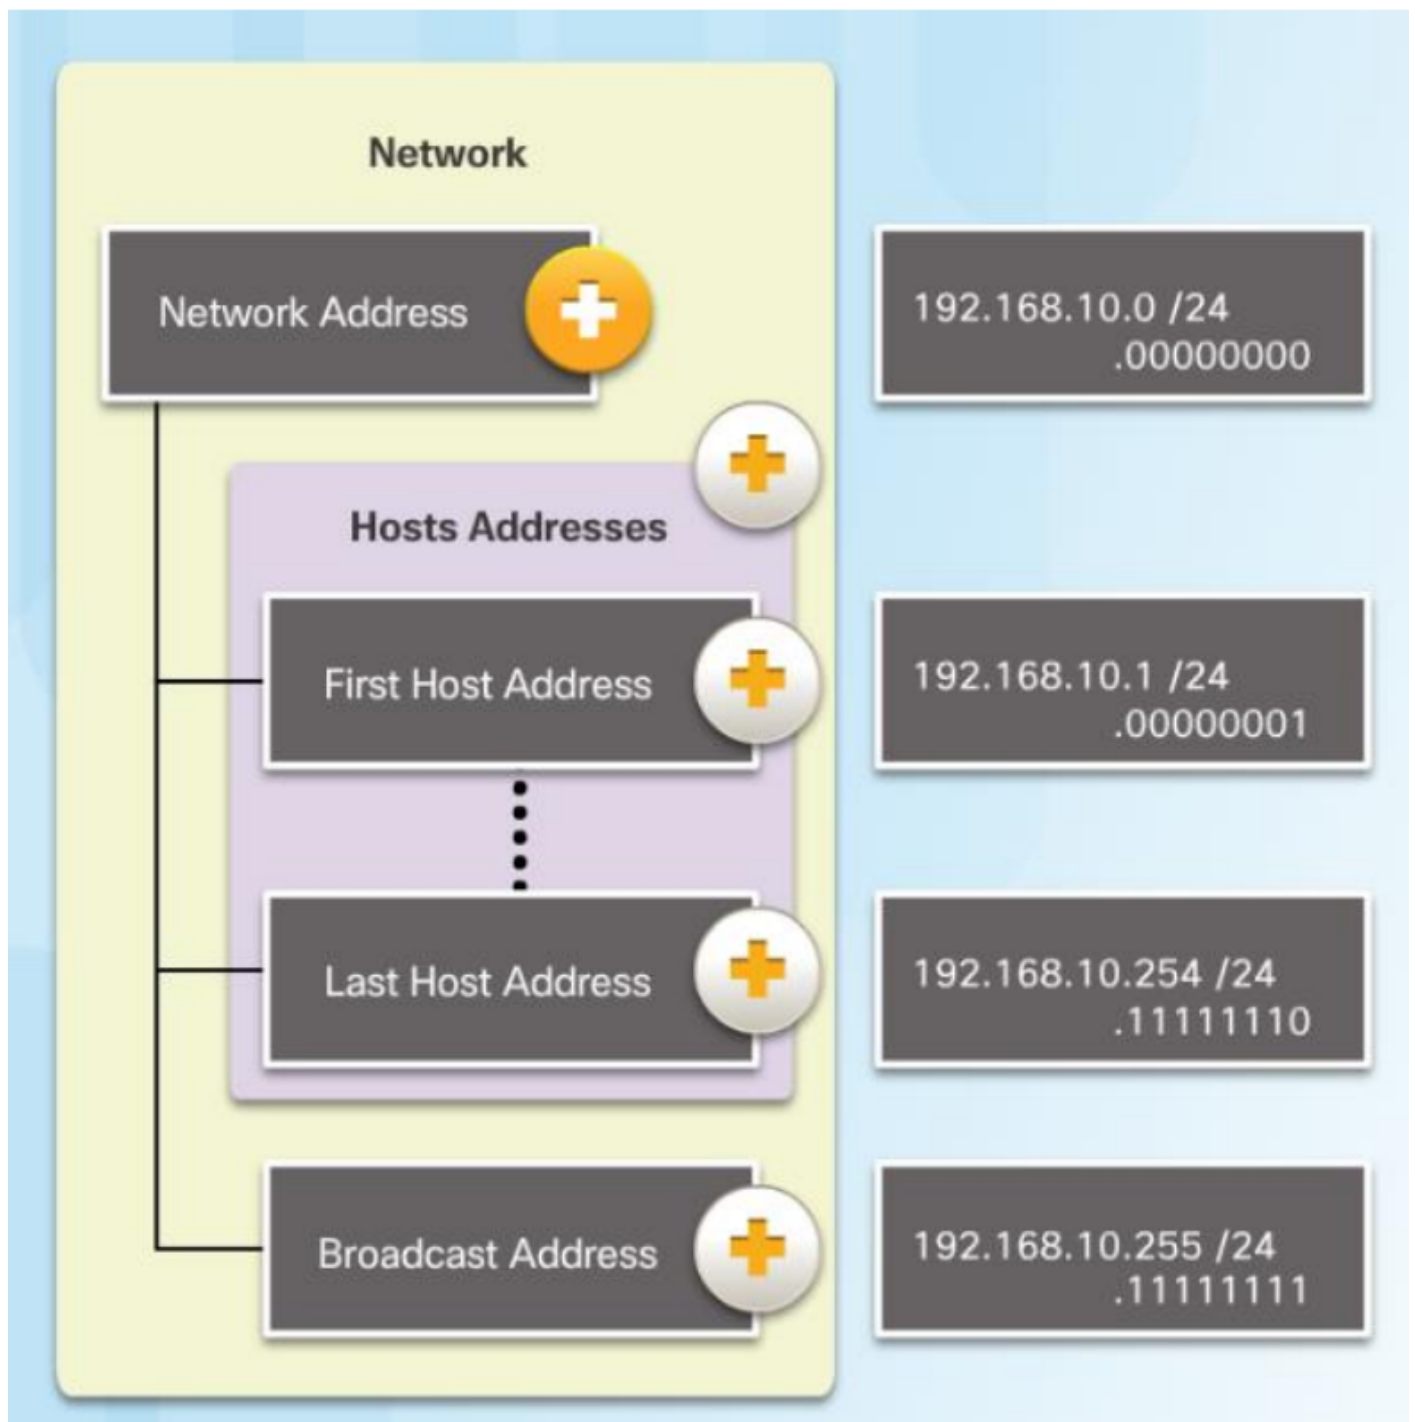 Network
Network Address
192.168.10.0 /24
.00000000
Hosts Addresses
First Host Address
192.168.10.1 /24
.00000001
Last Host Address
192.168.10.254 /24
.11111110
Broadcast Address
192.168.10.255 /24
.11111111